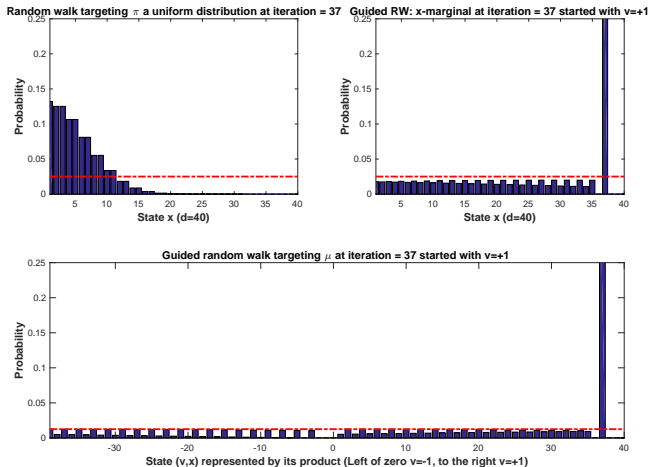 Random walk targeting π a uniform distribution at iteration = 37
Guided RW: x-marginal at iteration = 37 started with v=+1
Probability
0.25
0.2
0.15
0.1
0.05
0
5 10 15 20 25 30 35 40
State x (d=40)
Probability
0.25
0.2
0.15
0.1
0.05
0
5 10 15 20 25 30 35 40
State x (d=40)
Guided random walk targeting μ at iteration = 37 started with v=+1
Probability
0.25
0.2
0.15
0.1
0.05
0
-30 -20 -10 0 10 20 30 40
State (v,x) represented by its product (Left of zero v=-1, to the right v=+1)